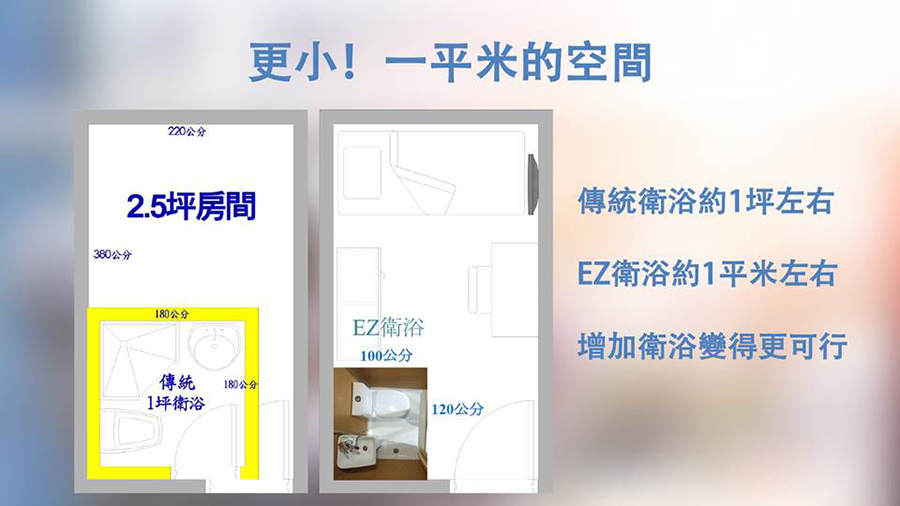 更小！一平米的空間
220公分
2.5坪房間
380公分
180公分
傳統
1坪衛浴
180公分
EZ衛浴
100公分
120公分
傳統衛浴約1坪左右
EZ衛浴約1平米左右
增加衛浴變得更可行